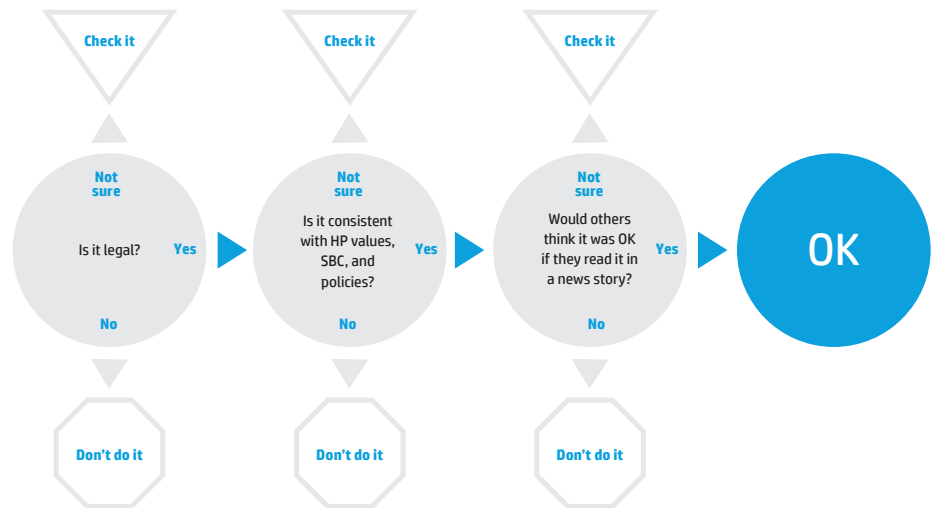 Check it
Check it
Check it
Not
sure
Is it legal?
Yes
No
Not
sure
Is it consistent
with HP values,
SBC, and
policies?
Yes
No
Not
sure
Would others
think it was OK
if they read it in
a news story?
Yes
No
OK
Don't do it
Don't do it
Don't do it